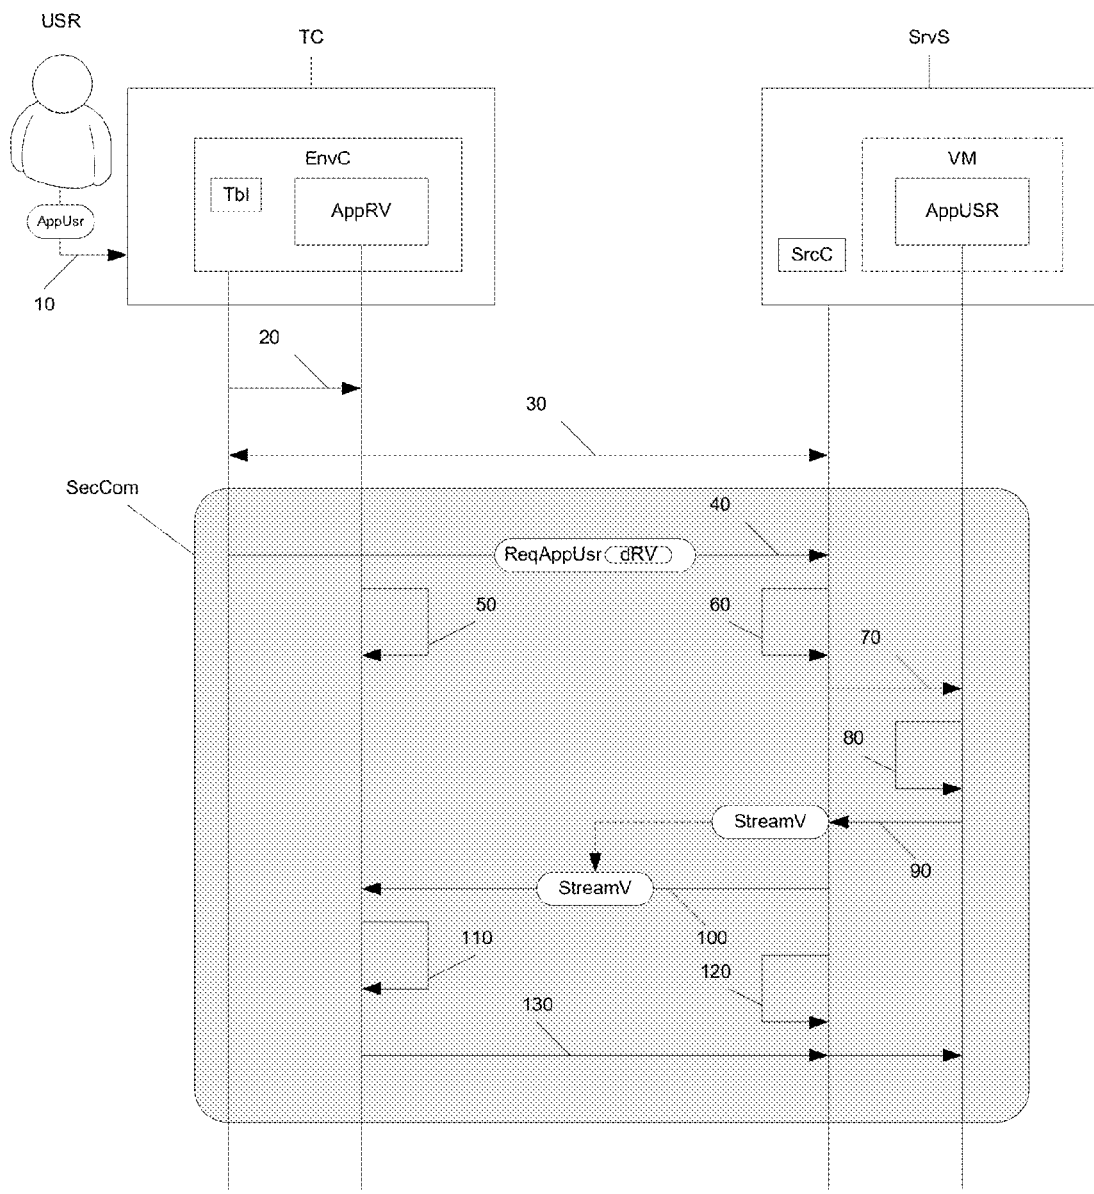 USR
TC
SrvS
EnvC
VM
Tbl
AppRV
AppUSR
AppUsr
SrcC
10
20
30
SecCom
40
ReqAppUsr dRV
50
60
70
80
StreamV
90
StreamV
100
110
120
130